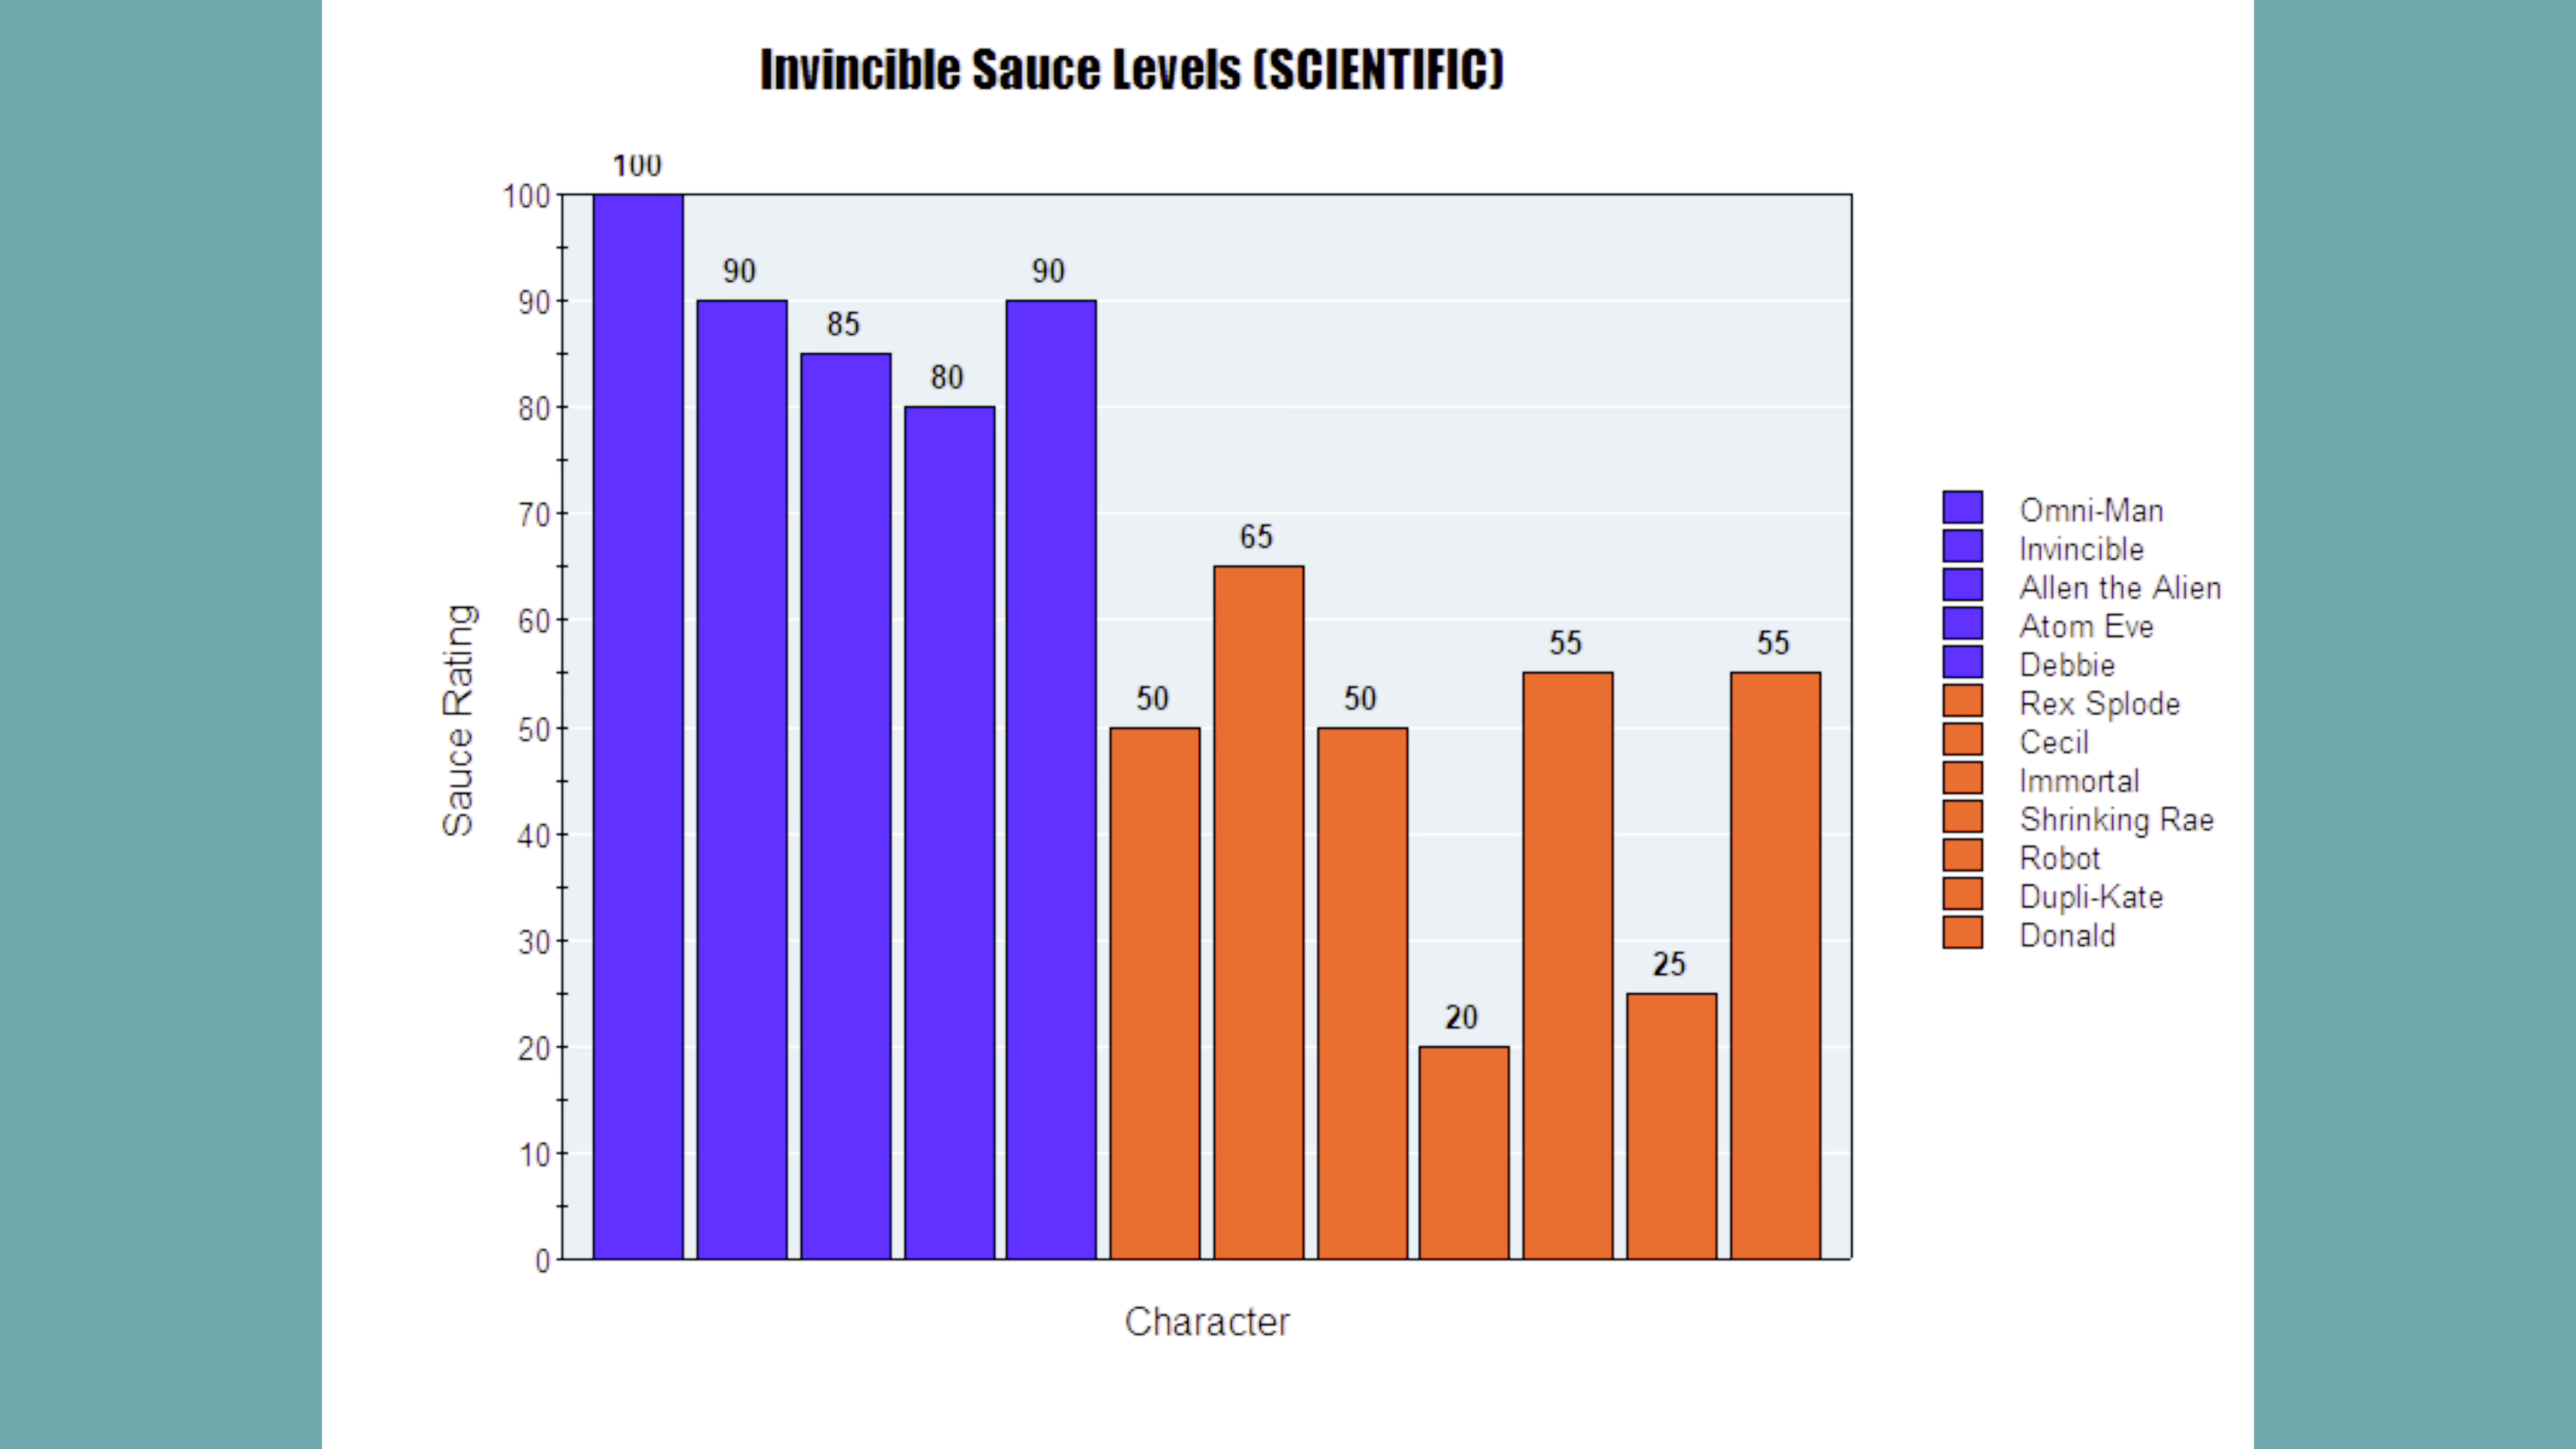 Invincible Sauce Levels (SCIENTIFIC)
100
90
85
80
90
50
65
50
20
55
25
55
100
90
80
70
60
50
40
30
20
10
0
Sauce Rating
Character
Omni-Man
Invincible
Allen the Alien
Atom Eve
Debbie
Rex Splode
Cecil
Immortal
Shrinking Rae
Robot
Dupli-Kate
Donald